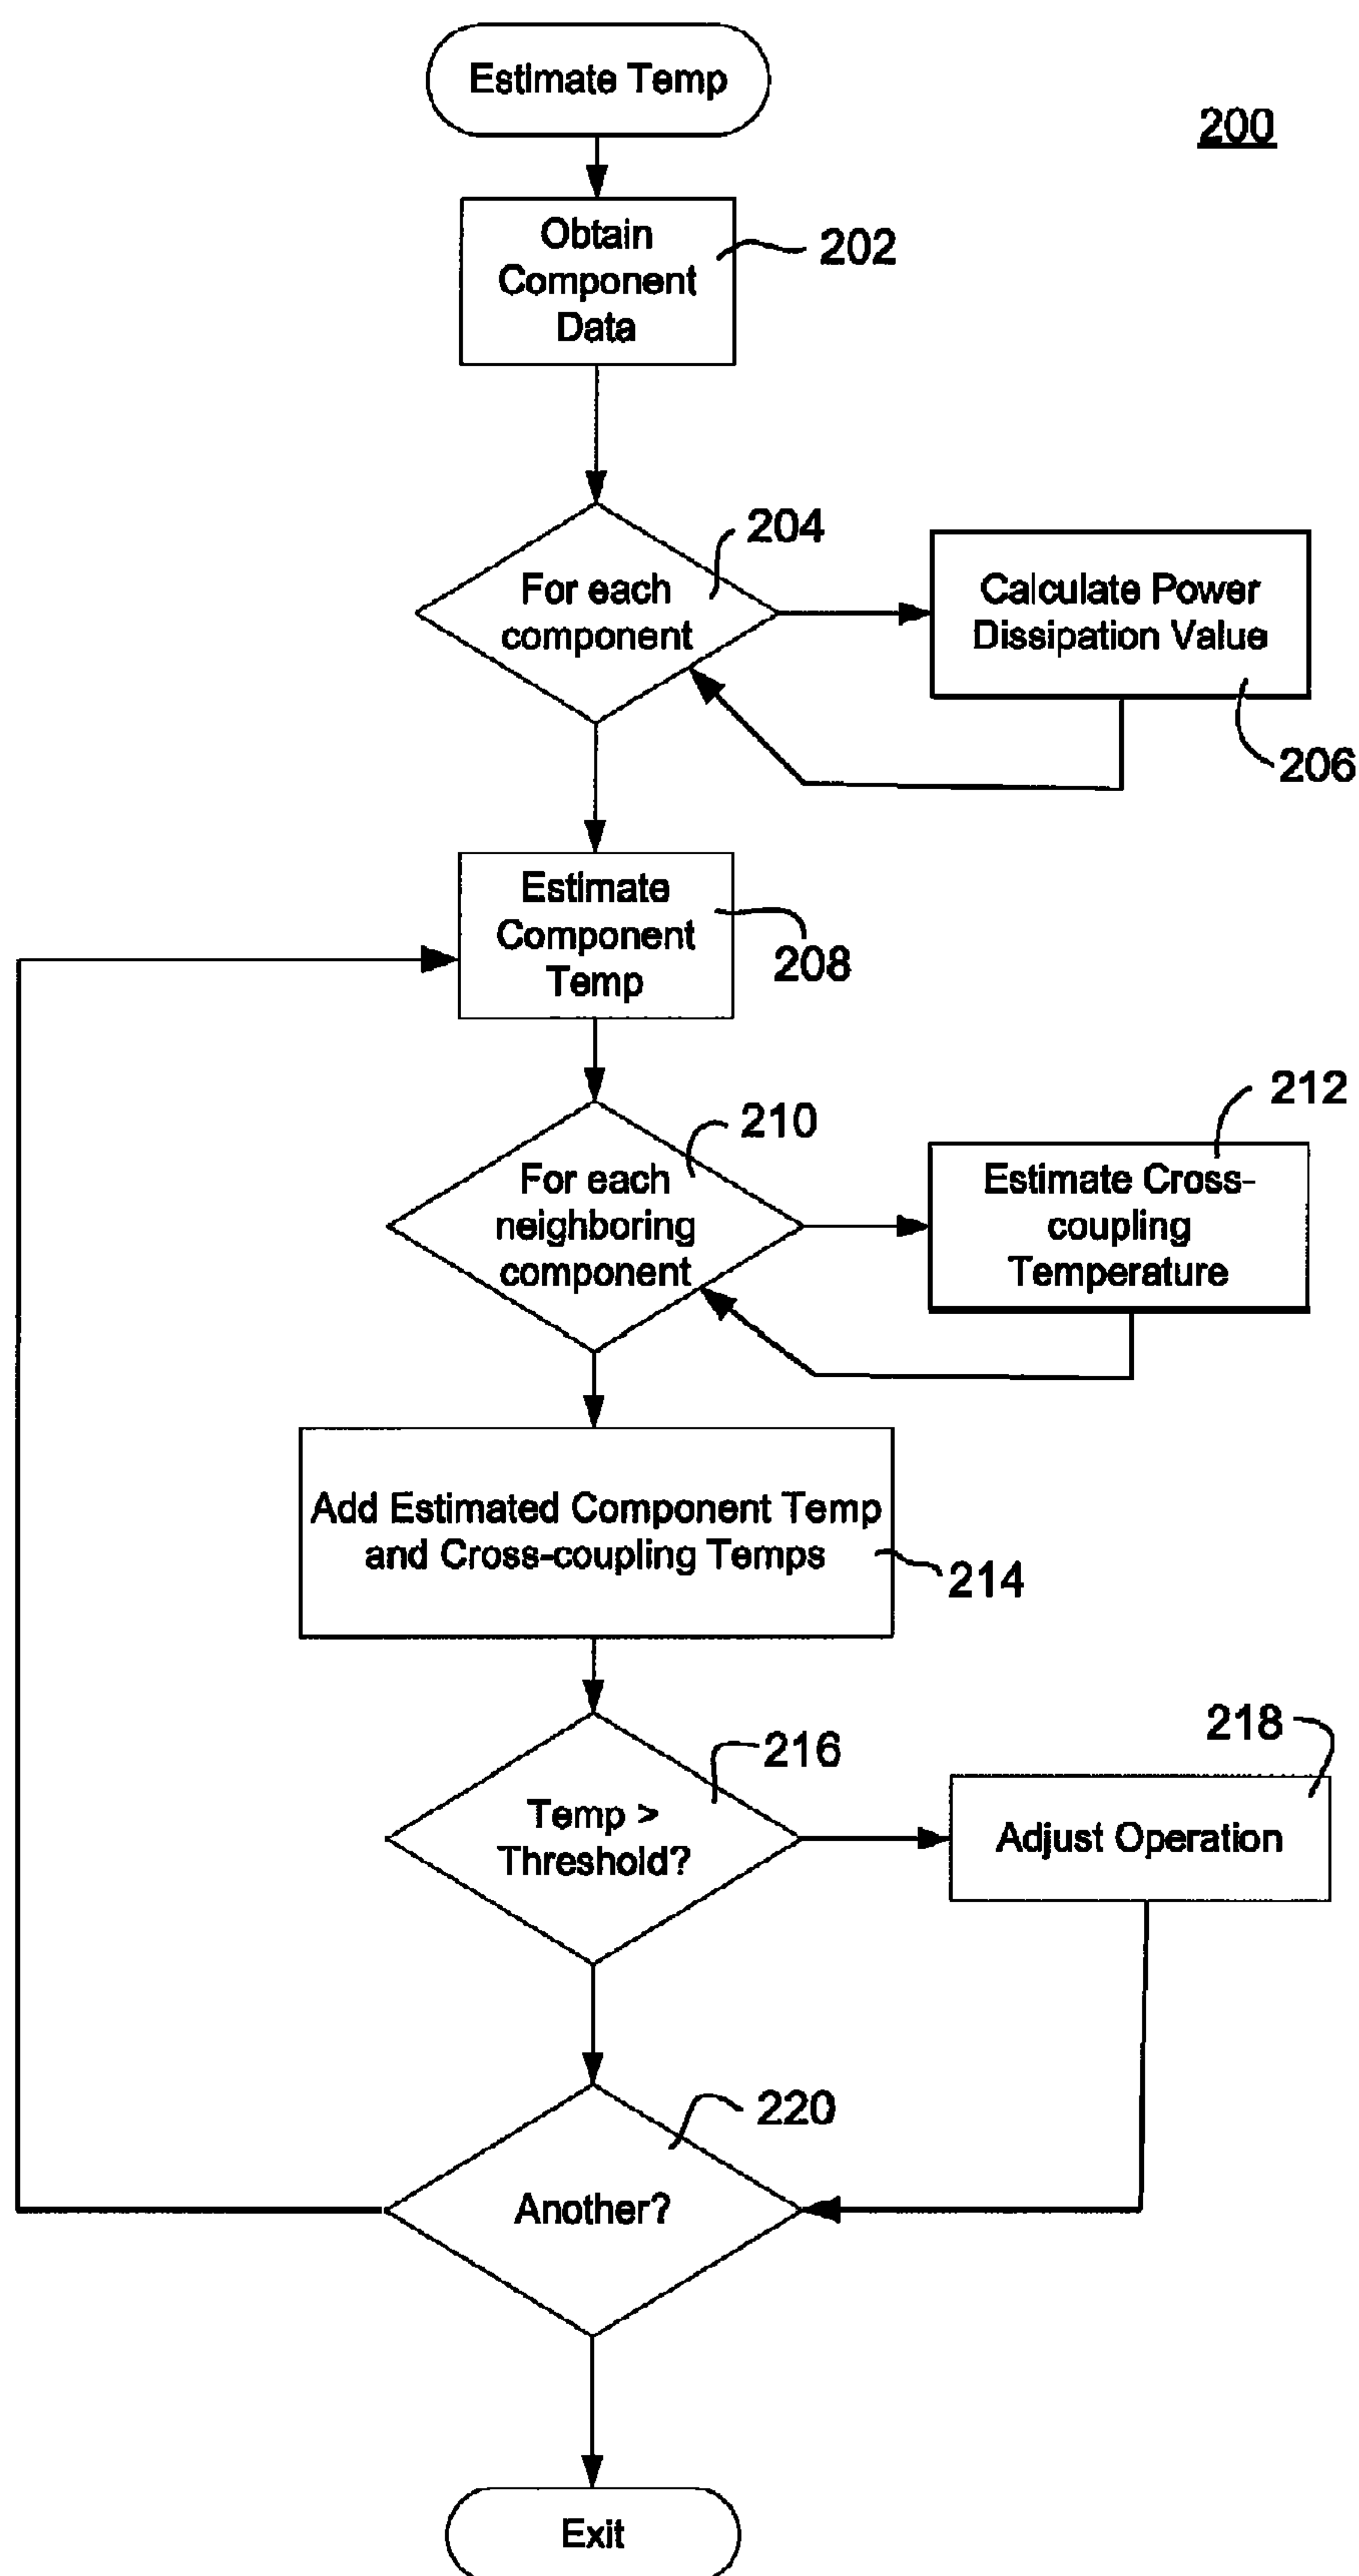 Estimate Temp
200
Obtain
Component
Data
202
204
For each
component
Calculate Power
Dissipation Value
206
Estimate
Component
Temp
208
210
For each
neighboring
component
212
Estimate Cross-
coupling
Temperature
Add Estimated Component Temp
and Cross-coupling Temps
214
216
Temp >
Threshold?
218
Adjust Operation
220
Another?
Exit